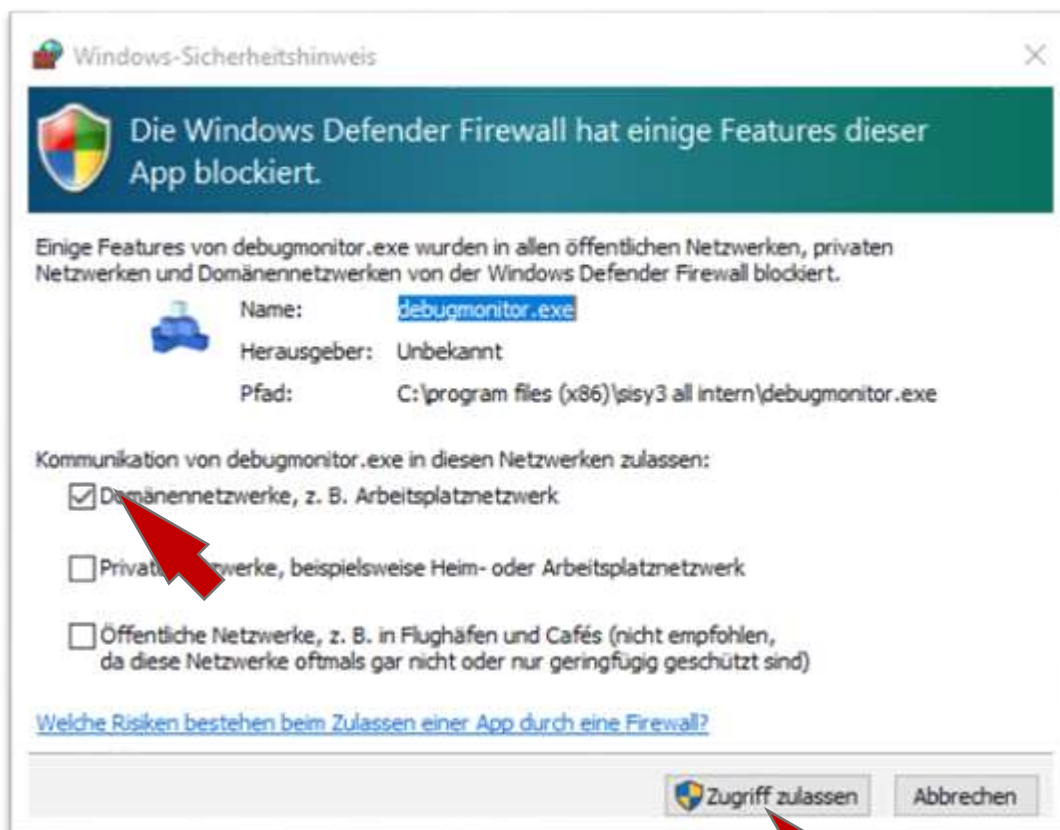 Windows-Sicherheitshinweis
Die Windows Defender Firewall hat einige Features dieser
App blockiert.
Einige Features von debugmonitor.exe wurden in allen öffentlichen Netzwerken, privaten
Netzwerken und Domänennetzwerken von der Windows Defender Firewall blockiert.
Name: debugmonitor.exe
Herausgeber: Unbekannt
Pfad: C:\program files (x86)\sisy3 all intern\debugmonitor.exe
Kommunikation von debugmonitor.exe in diesen Netzwerken zulassen:
Domänennetzwerke, z. B. Arbeitsplatznetzwerk
beispielsweise Heim- oder Arbeitsplatznetzwerk
Öffentliche Netzwerke, z. B. in Flughäfen und Cafés (nicht empfohlen,
da diese Netzwerke oftmals gar nicht oder nur geringfügig geschützt sind)
Welche Risiken bestehen beim Zulassen einer App durch eine Firewall?
Zugriff zulassen Abbrechen